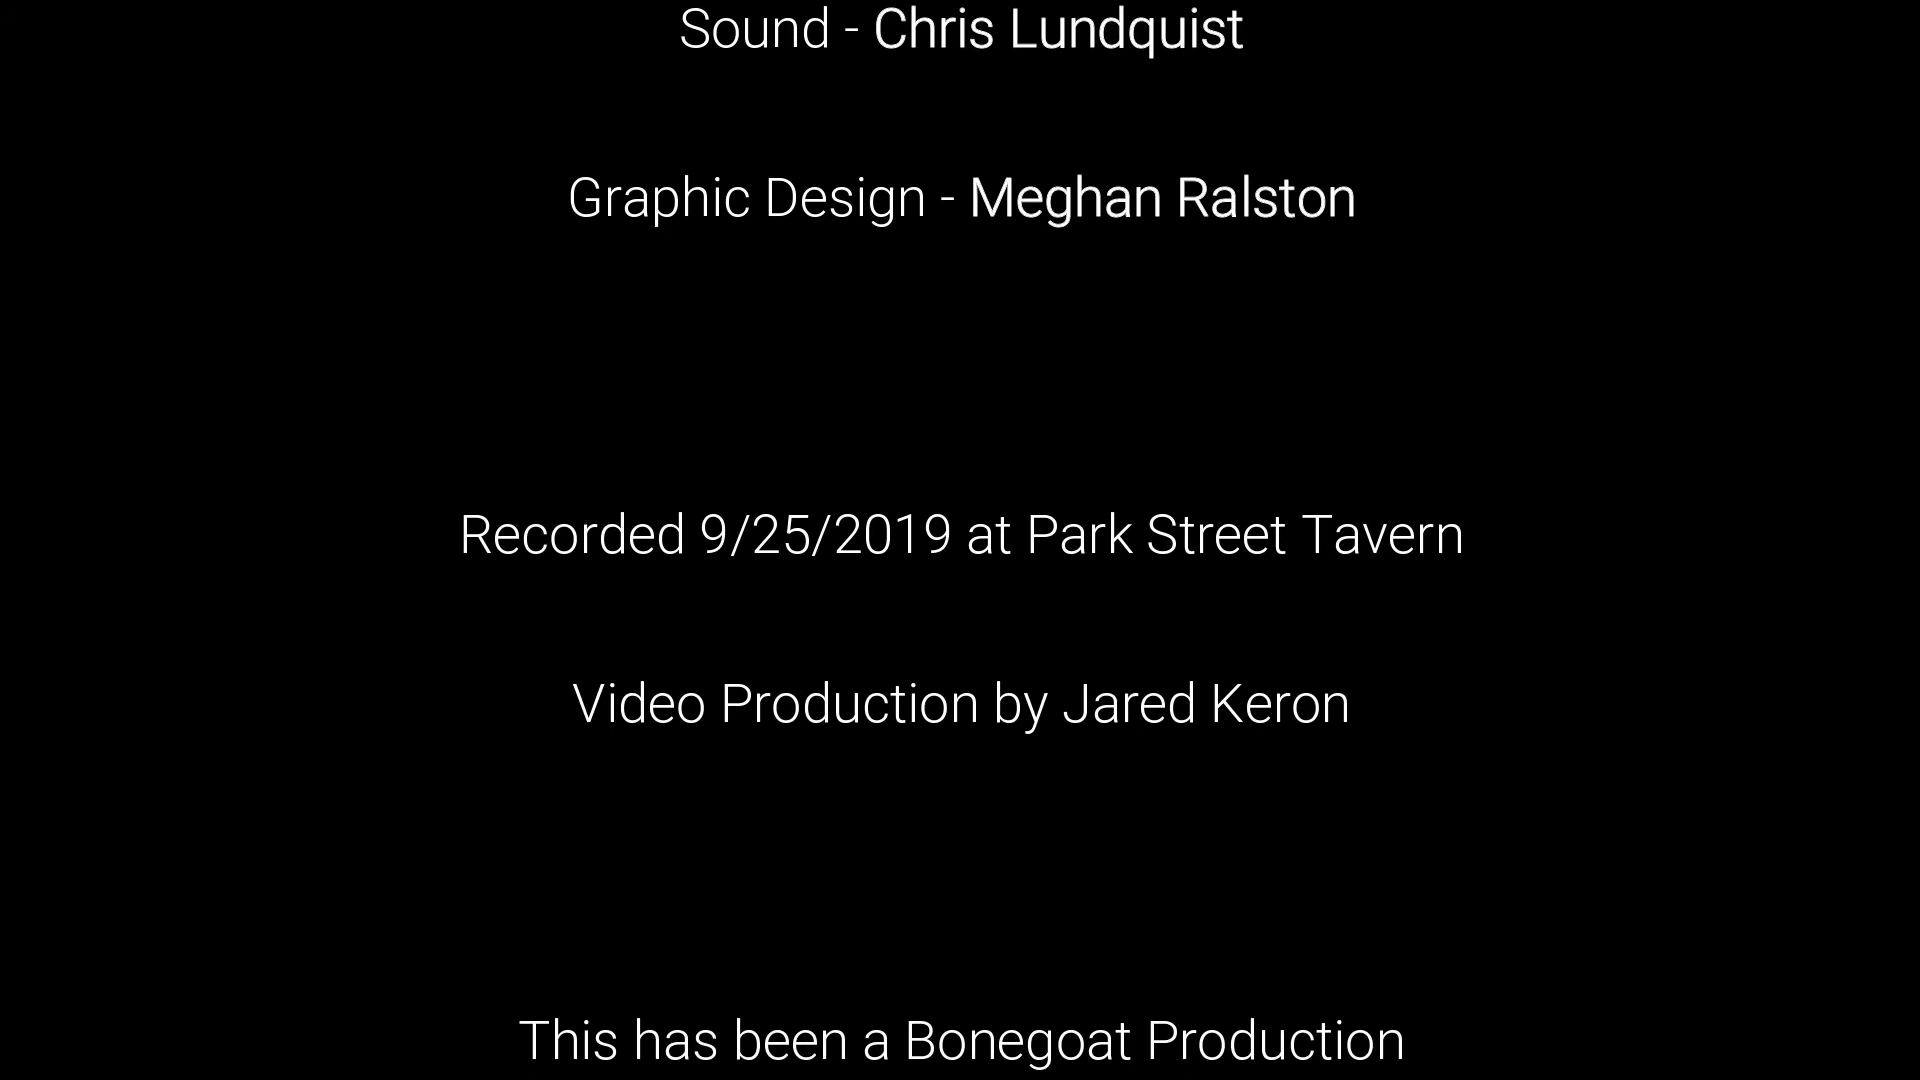 Sound - Chris Lundquist
Graphic Design - Meghan Ralston
Recorded 9/25/2019 at Park Street Tavern
Video Production by Jared Keron
This has been a Bonegoat Production